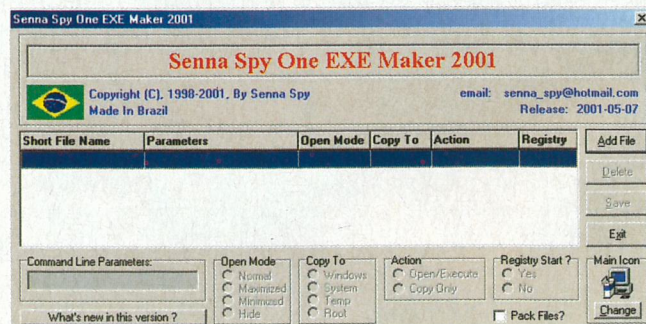 Senna Spy One EXE Maker 2001
Senna Spy One EXE Maker 2001
Copyright (C), 1998-2001, By Senna Spy
email: senna_spy@hotmail.com
Made In Brazil
Release: 2001-05-07
Short File Name Parameters Open Mode Copy To Action Registry
Add File
Delete
Save
Exit
Command Line Parameters:
What's new in this version ?
Open Mode
Normal
Maximized
Minimized
Hide
Copy To
Windows
System
Temp
Root
Action
Open/Execute
Copy Only
Registry Start ?
Yes
No
Pack Files?
Main Icon
Change